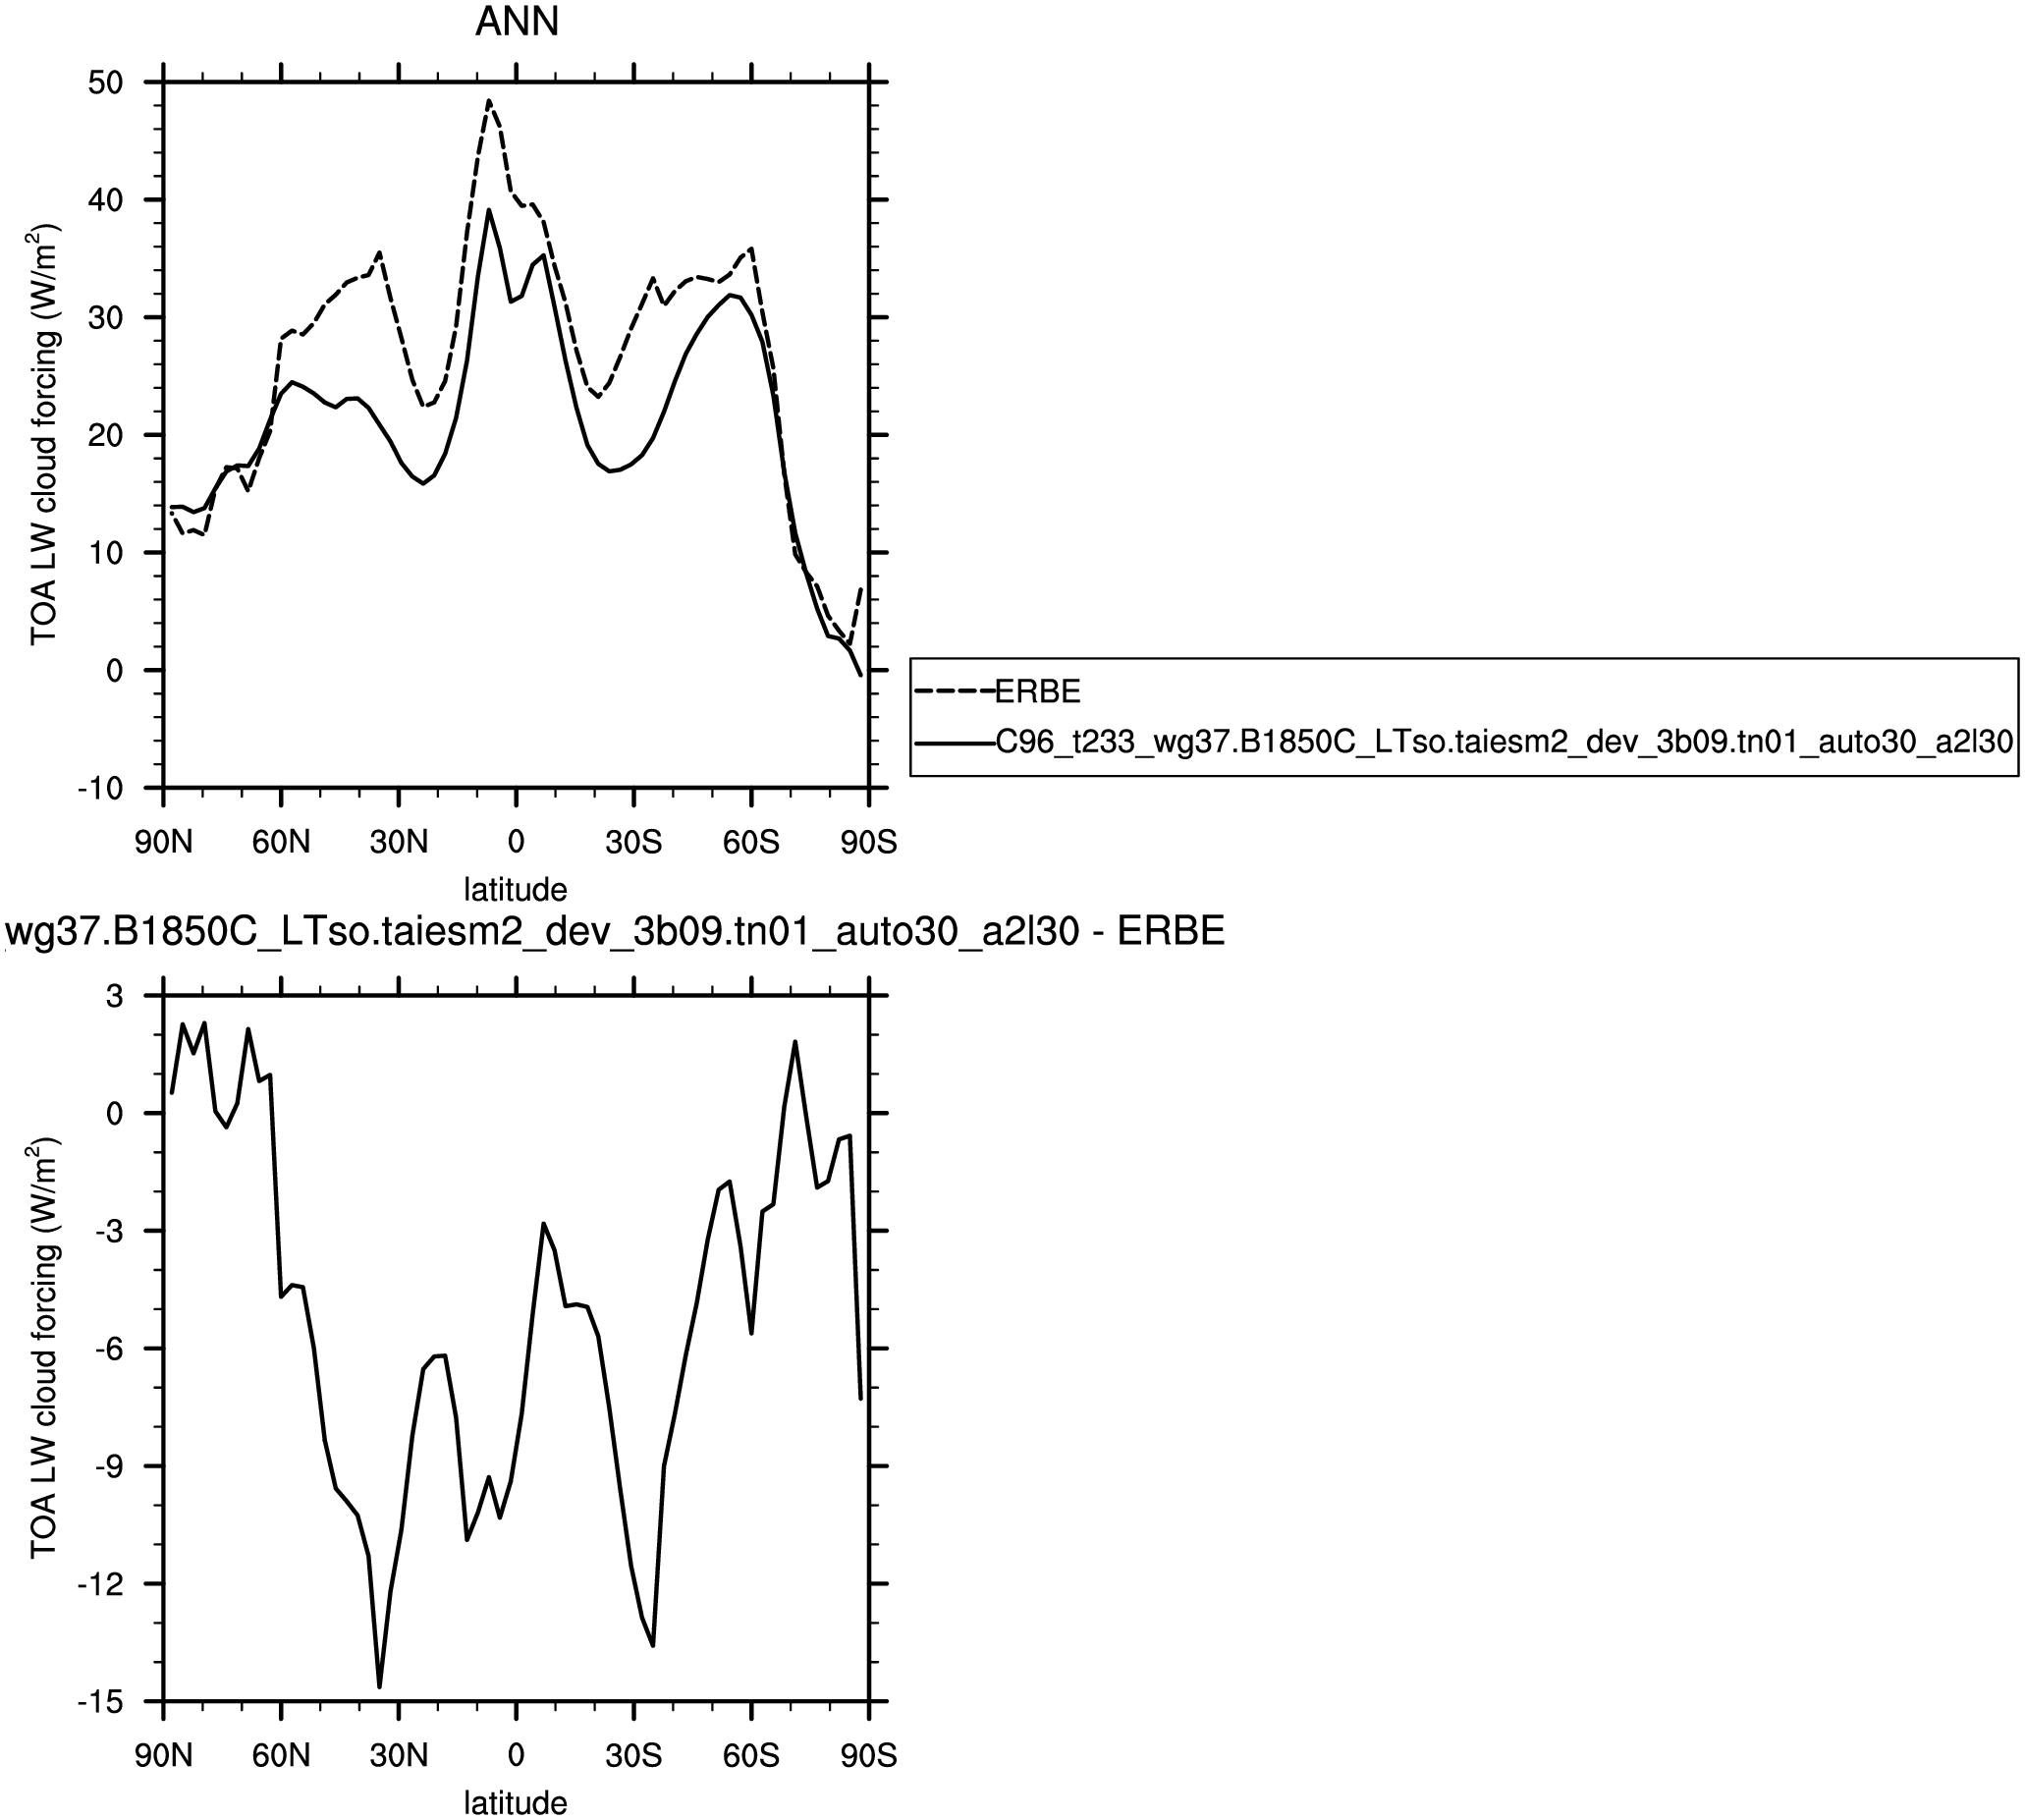 ANN
50
40
30
20
10
0
-10
TOA LW cloud forcing (W/m²)
90N 60N 30N 0 30S 60S 90S
latitude
ERBE
C96_t233_wg37.B1850C_LTso.taiesm2_dev_3b09.tn01_auto30_a2l30
wg37.B1850C_LTso.taiesm2_dev_3b09.tn01_auto30_a2l30 - ERBE
3
0
-3
-6
-9
-12
-15
TOA LW cloud forcing (W/m²)
90N 60N 30N 0 30S 60S 90S
latitude